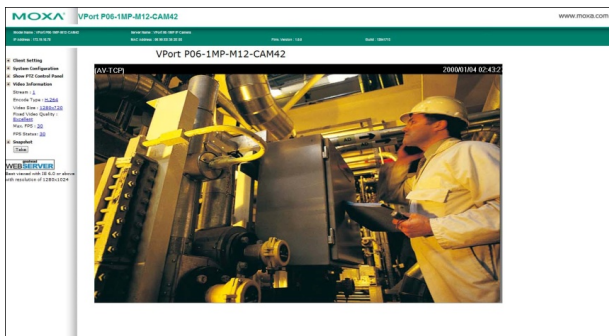 MOXA®
VPort P06-1MP-M12-CAM42
www.moxa.com
VPort P06-1MP-M12-CAM42
[AV-TCP]
2000/01/04 02:43:2
Client Setting
System Configuration
Show PTZ Control Panel
Video Information
Stream : 1
Encode Type : H.264
Video Size : 1280x720
Fixed Video Quality :
Excellent
Max. FPS : 30
FPS Status: 30
Snapshot
Take
WEBSERVER
Best viewed with IE 6.0 or above
with resolution of 1280x1024